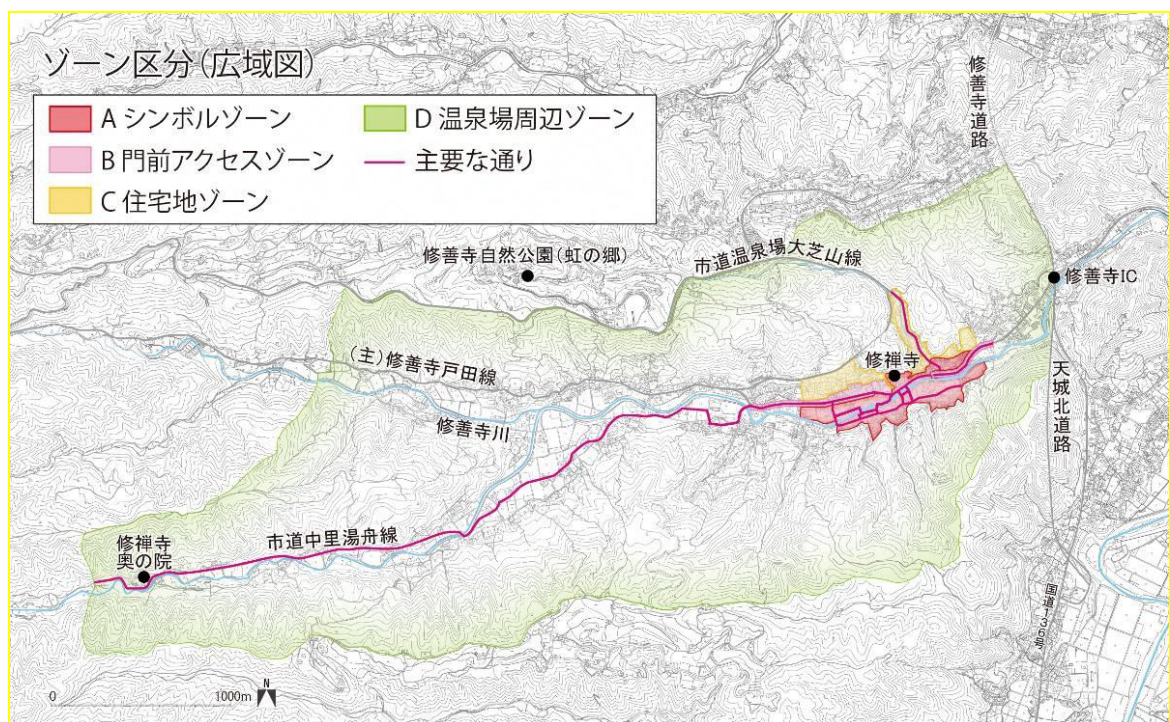 ゾーン区分(広域図)
A シンボルゾーン
B 門前アクセスゾーン
C 住宅地ゾーン
D 温泉場周辺ゾーン
主要な通り
修善寺道路
修善寺自然公園(虹の郷)
市道温泉場大芝山線
修善寺IC
(主)修善寺戸田線
修禅寺
天城北道路
修善寺川
市道中里湯舟線
修禅寺
奥の院
国道136号
0
1000m
N